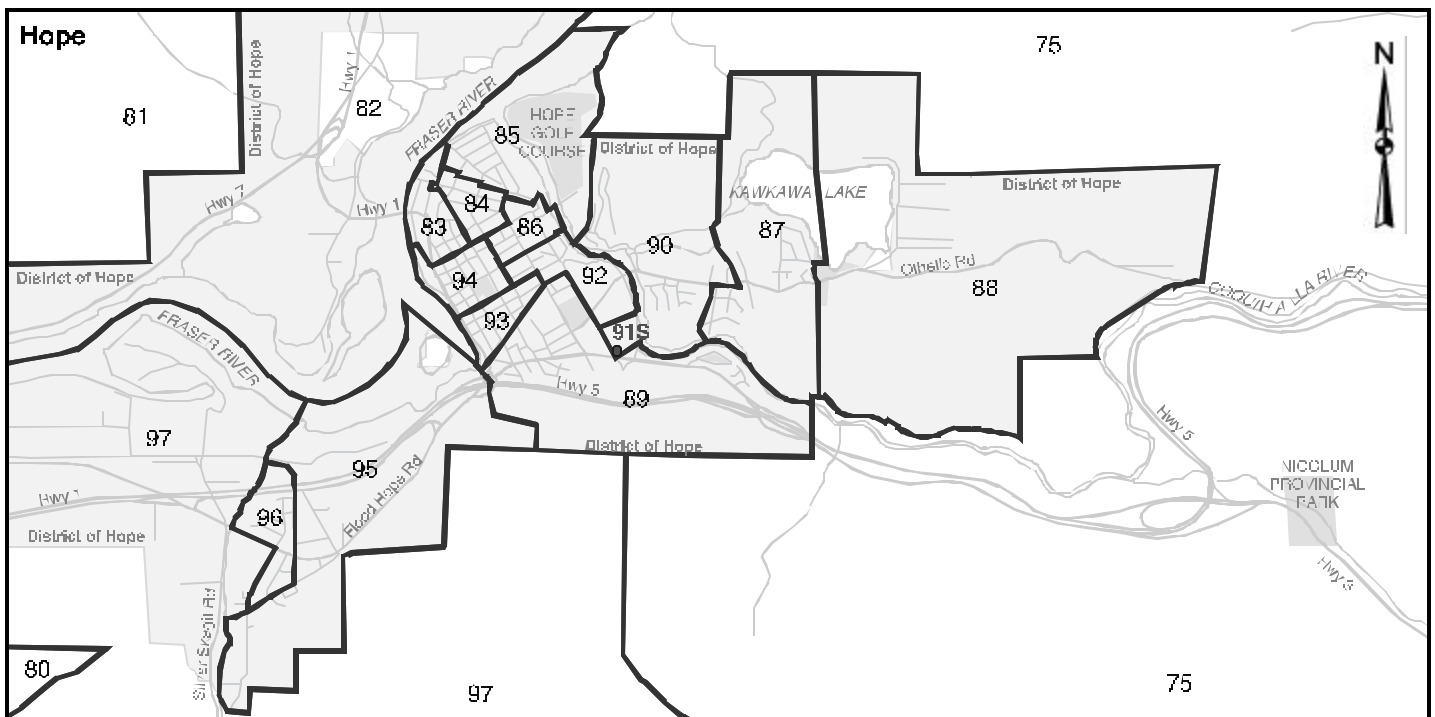 Hope
75
N
81
District of Hope
Hwy 1
82
FRASER RIVER
85
HOPE
GOLF
COURSE
District of Hope
KAWKAWA LAKE
District of Hope
Hwy 7
Hwy 1
83
84
86
90
87
92
Othello Rd
88
COQUIHALLA RIVER
District of Hope
94
93
91S
FRASER RIVER
Hwy 5
89
District of Hope
97
95
Hwy 5
NICOLUM
PROVINCIAL
PARK
Hwy 1
96
Flood Hope Rd
District of Hope
Hwy 3
Silver Skagit Rd
80
97
75